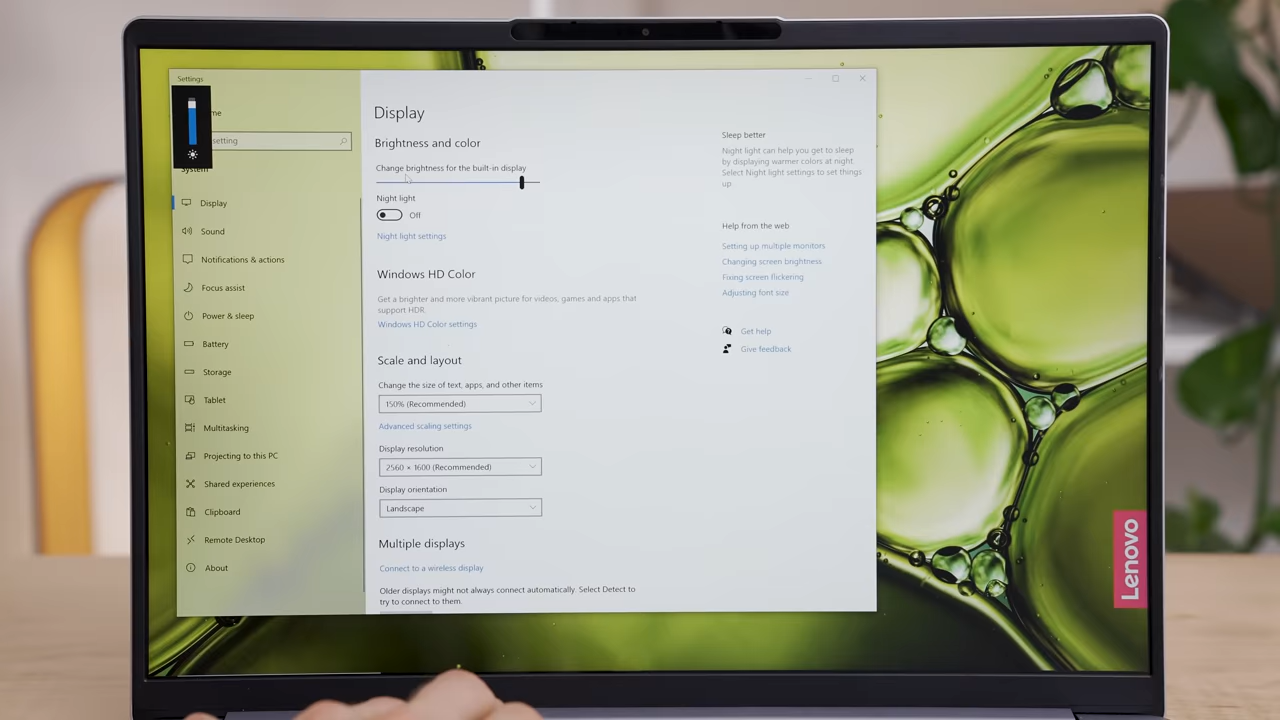 Settings
me
setting
System
Display
Sound
Notifications & actions
Focus assist
Power & sleep
Battery
Storage
Tablet
Multitasking
Projecting to this PC
Shared experiences
Clipboard
Remote Desktop
About
Display
Brightness and color
Change brightness for the built-in display
Night light
Off
Night light settings
Windows HD Color
Get a brighter and more vibrant picture for videos, games and apps that
support HDR.
Windows HD Color settings
Scale and layout
Change the size of text, apps, and other items
150% (Recommended)
Advanced scaling settings
Display resolution
2560 × 1600 (Recommended)
Display orientation
Landscape
Multiple displays
Connect to a wireless display
Older displays might not always connect automatically. Select Detect to
try to connect to them.
Sleep better
Night light can help you get to sleep
by displaying warmer colors at night.
Select Night light settings to set things
up.
Help from the web
Setting up multiple monitors
Changing screen brightness
Fixing screen flickering
Adjusting font size
Get help
Give feedback
Lenovo